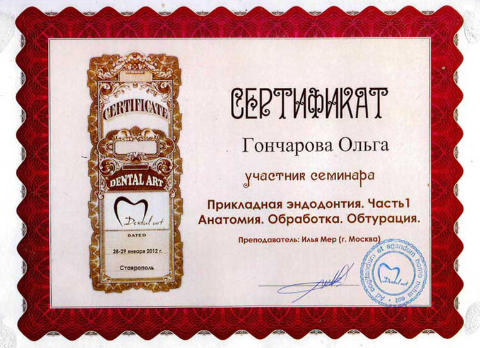 CERTIFICATE
DENTAL ART
Dental art
DATED
28-29 января 2012 г.
Ставрополь
СЕРТИФИКАТ
Гончарова Ольга
участник семинара
Прикладная эндодонтия. Часть1
Анатомия. Обработка. Обтурация.
Преподаватель: Илья Мер (г. Москва)
Dental art